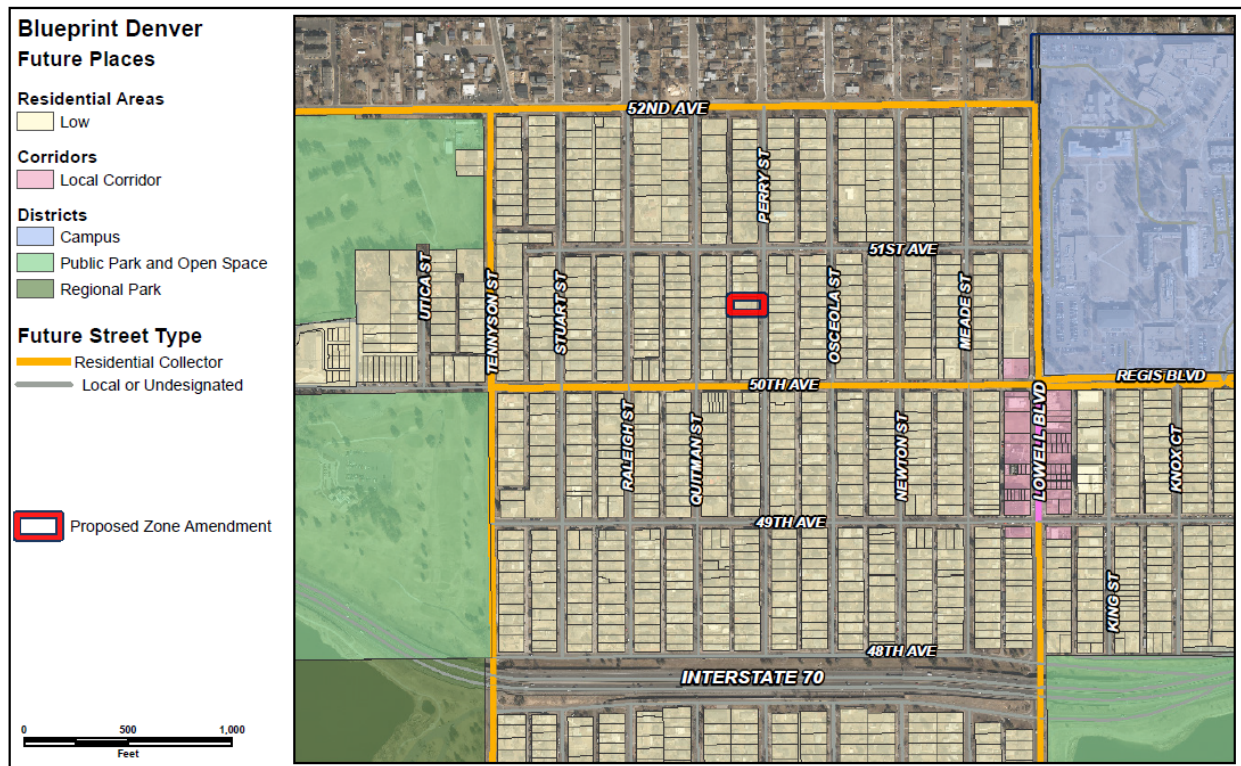 Blueprint Denver
Future Places
Residential Areas
Low
Corridors
Local Corridor
Districts
Campus
Public Park and Open Space
Regional Park
Future Street Type
Residential Collector
Local or Undesignated
Proposed Zone Amendment
0 500 1,000
Feet
52ND AVE
PERRY ST
51ST AVE
UTICA ST
TENNYSON ST
STUART ST
OSCEOLA ST
MEADE ST
50TH AVE
REGIS BLVD
RALEIGH ST
QUITMAN ST
NEWTON ST
LOWELL BLVD
KNOX CT
49TH AVE
KING ST
48TH AVE
INTERSTATE 70